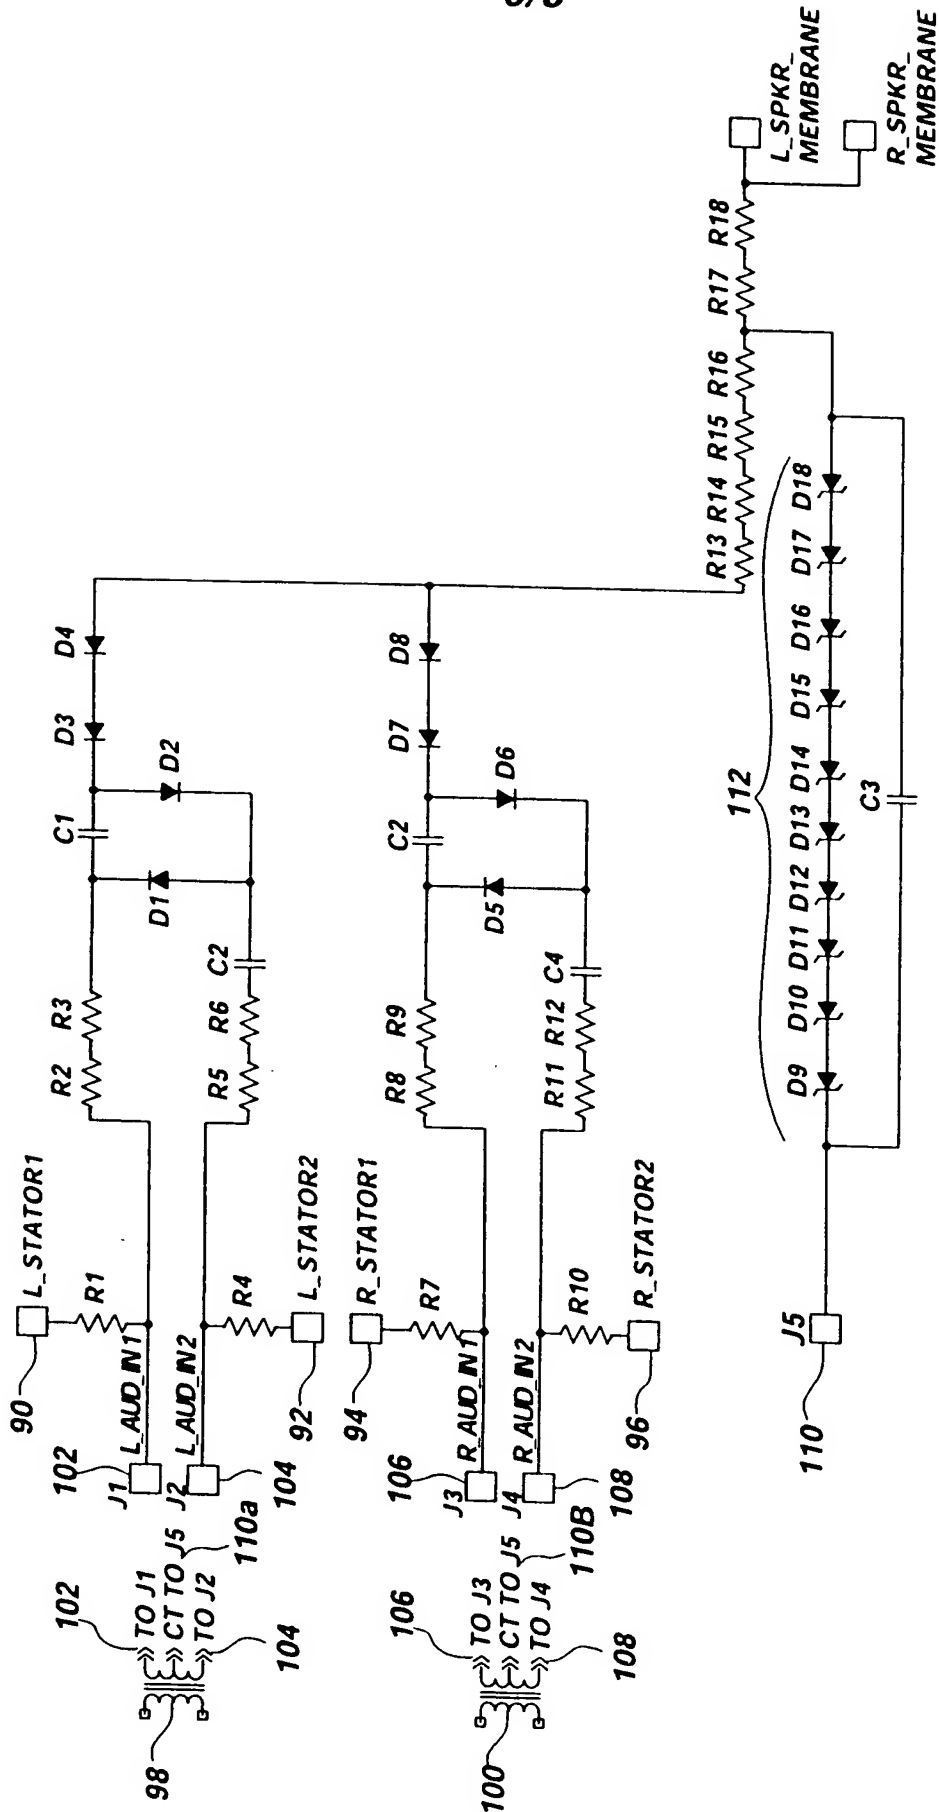 98
102
TO J1
CT TO J5
TO J2
104
110a
102
J1
L_AUD_IN1
J2
L_AUD_IN2
104
90
L_STATOR1
R1
R4
92
L_STATOR2
R2
R3
R5
R6
C2
D1
C1
D2
D3
D4
100
106
TO J3
CT TO J5
TO J4
108
110B
106
J3
R_AUD_IN1
J4
R_AUD_IN2
108
94
R_STATOR1
R7
R10
96
R_STATOR2
R8
R9
R11
R12
C4
D5
C2
D6
D7
D8
R13
R14
R15
R16
R17
R18
L_SPKR_
MEMBRANE
R_SPKR_
MEMBRANE
110
J5
112
D9
D10
D11
D12
D13
D14
D15
D16
D17
D18
C3